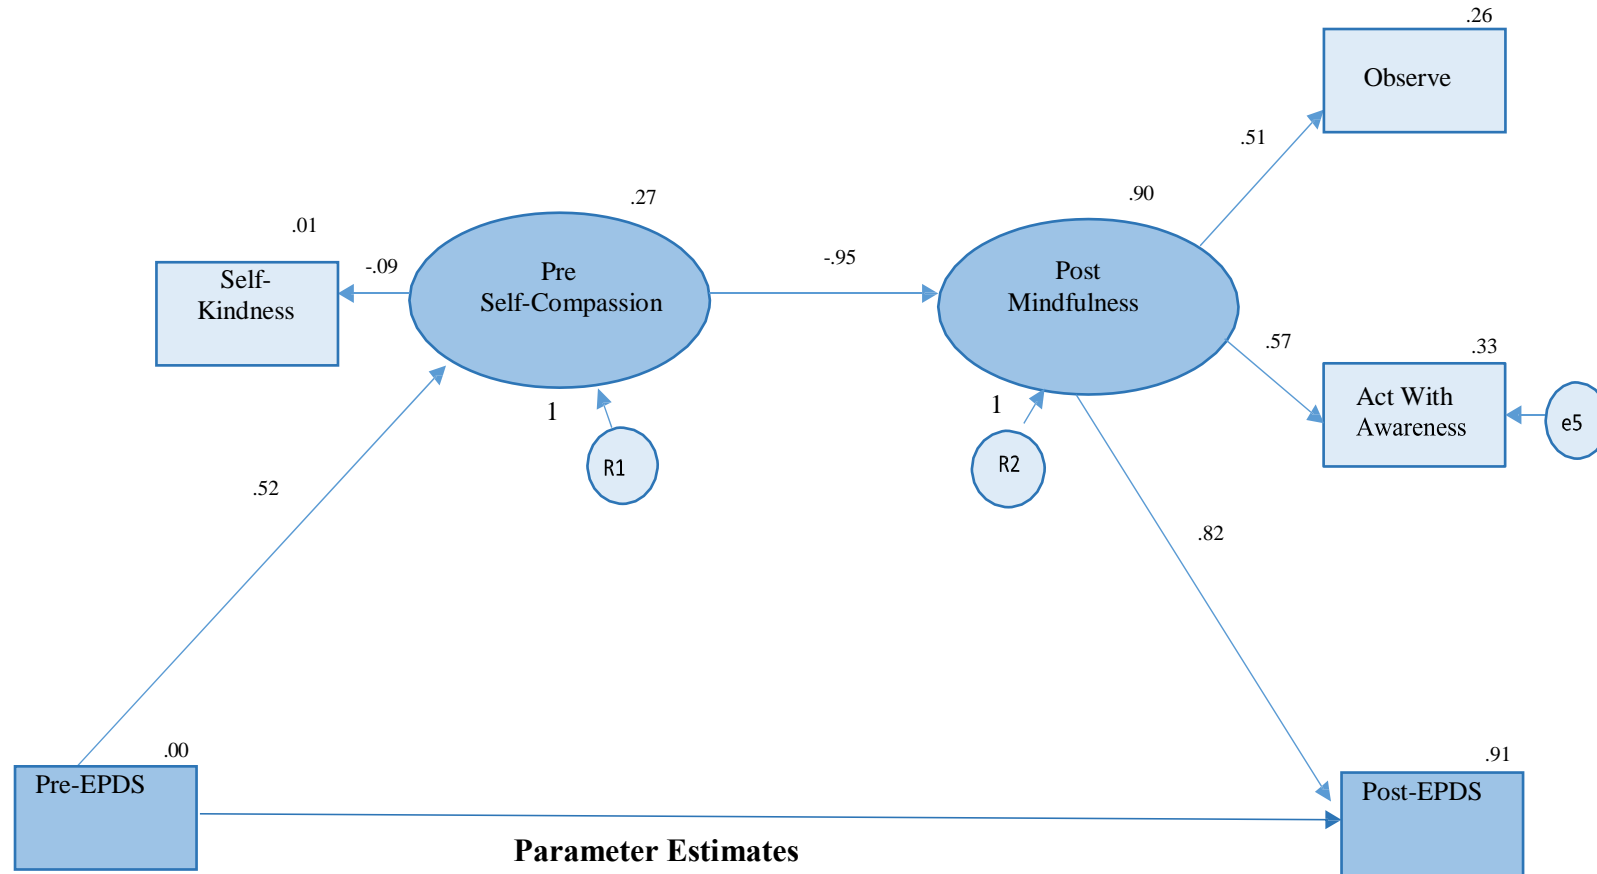 .26
Observe
.51
.90
.27
.01
-.09
Self-
Kindness
Pre
Self-Compassion
-.95
Post
Mindfulness
.57
.33
Act With
Awareness
e5
1
R1
1
R2
.52
.82
.00
Pre-EPDS
.91
Post-EPDS
Parameter Estimates